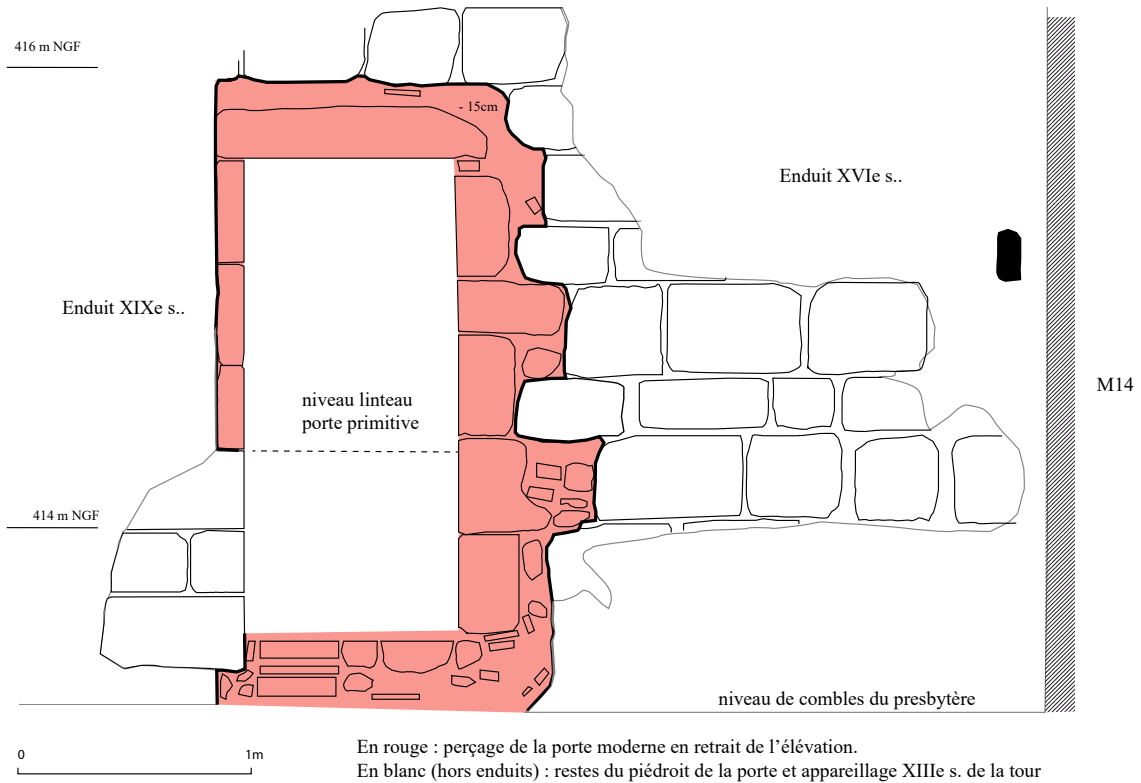 416 m NGF
- 15cm
Enduit XVIe s..
Enduit XIXe s..
M14
niveau linteau
porte primitive
414 m NGF
niveau de combles du presbytère
0
1m
En rouge : perçage de la porte moderne en retrait de l'élévation.
En blanc (hors enduits) : restes du piédroit de la porte et appareillage XIIIe s. de la tour